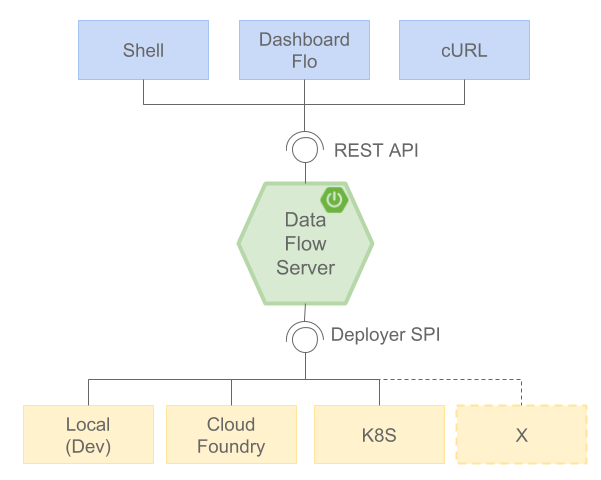 Shell
Dashboard
Flo
cURL
REST API
Data
Flow
Server
Deployer SPI
Local
(Dev)
Cloud
Foundry
K8S
X